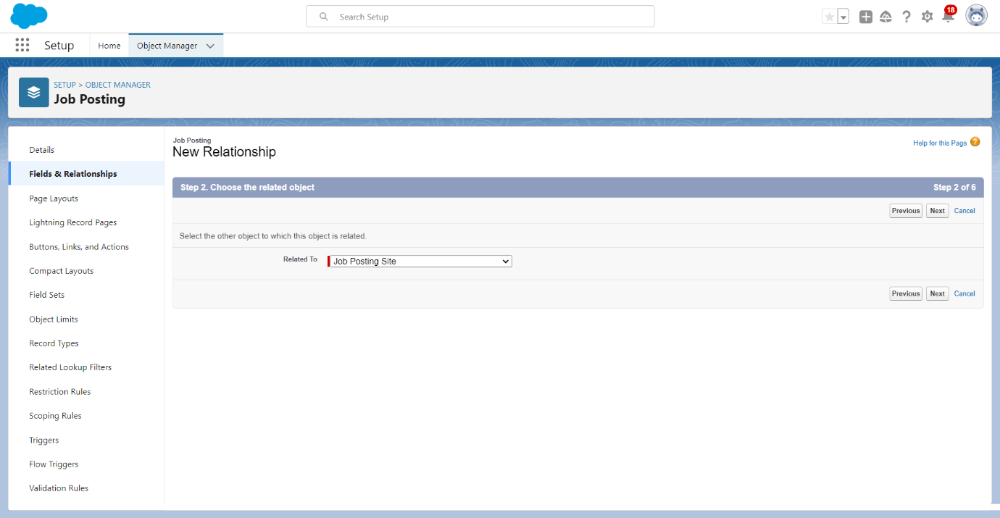 Search Setup
18
Setup
Home
Object Manager
SETUP > OBJECT MANAGER
Job Posting
Details
Fields & Relationships
Page Layouts
Lightning Record Pages
Buttons, Links, and Actions
Compact Layouts
Field Sets
Object Limits
Record Types
Related Lookup Filters
Restriction Rules
Scoping Rules
Triggers
Flow Triggers
Validation Rules
Job Posting
New Relationship
Help for this Page ?
Step 2. Choose the related object Step 2 of 6
Previous Next Cancel
Select the other object to which this object is related.
Related To Job Posting Site
Previous Next Cancel